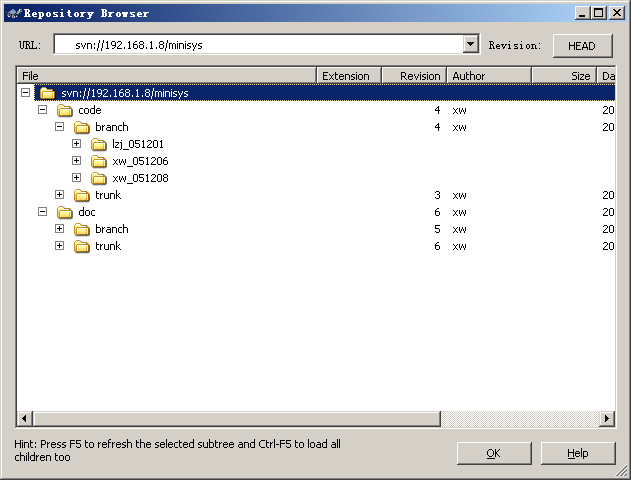 Repository Browser
URL: svn://192.168.1.8/minisys Revision: HEAD
File Extension Revision Author Size Da
svn://192.168.1.8/minisys
code 4 xw 20
branch 4 xw 20
lzj_051201
xw_051206
xw_051208
trunk 3 xw 20
doc 6 xw 20
branch 5 xw 20
trunk 6 xw 20
Hint: Press F5 to refresh the selected subtree and Ctrl-F5 to load all
children too
OK Help